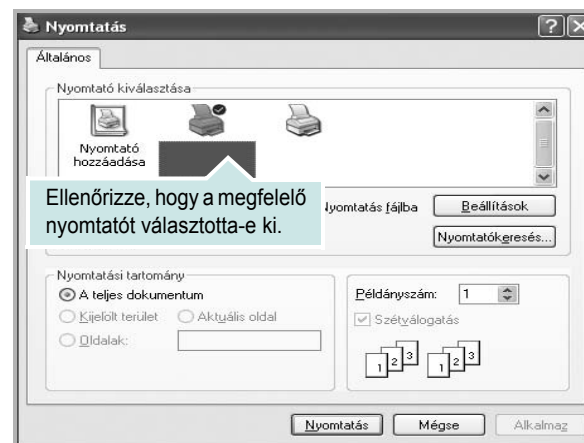 Nyomtatás
Általános
Nyomtató kiválasztása
Nyomtató
hozzáadása
Ellenőrizze, hogy a megfelelő
nyomtatót választotta-e ki.
Nyomtatás fájlba
Beállítások
Nyomtatókeresés...
Nyomtatási tartomány
A teljes dokumentum
Kijelölt terület Aktuális oldal
Oldalak:
Példányszám: 1
Szétválogatás
1 2 3 1 2 3
Nyomtatás Mégse Alkalmaz